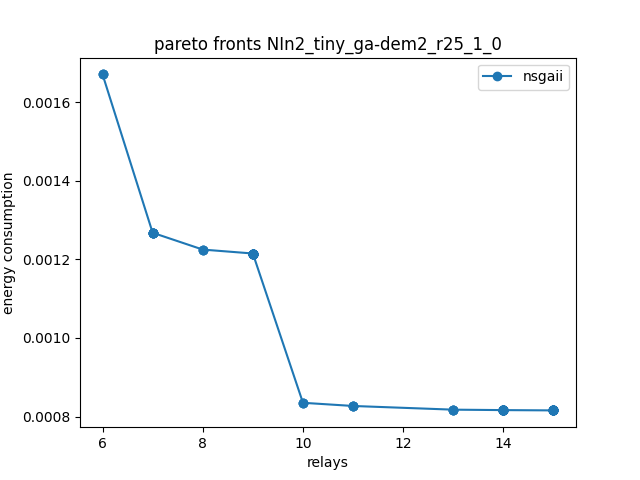 pareto fronts NIn2_tiny_ga-dem2_r25_1_0
nsgaii
0.0016
0.0014
0.0012
0.0010
0.0008
energy consumption
6
8
10
12
14
relays